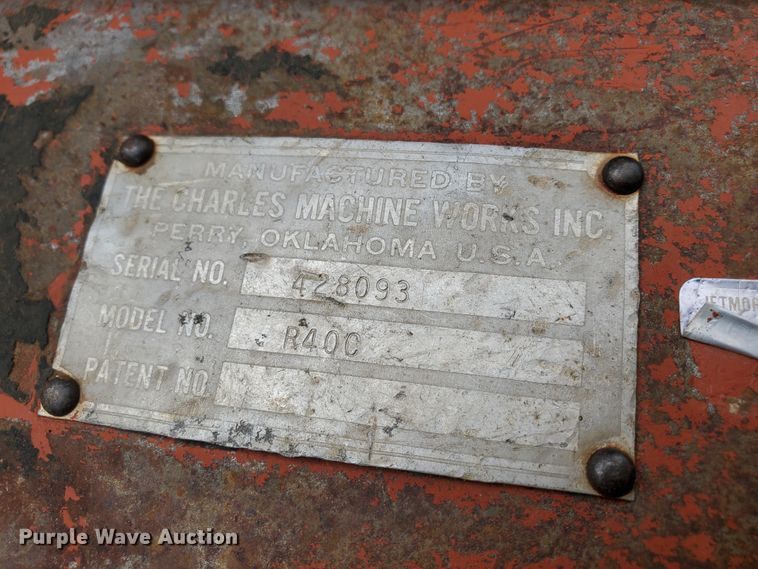 MANUFACTURED BY
THE CHARLES MACHINE WORKS INC.
PERRY, OKLAHOMA U.S.A.
SERIAL NO. 428093
MODEL NO. R40C
PATENT NO.
JETMOR
Purple Wave Auction